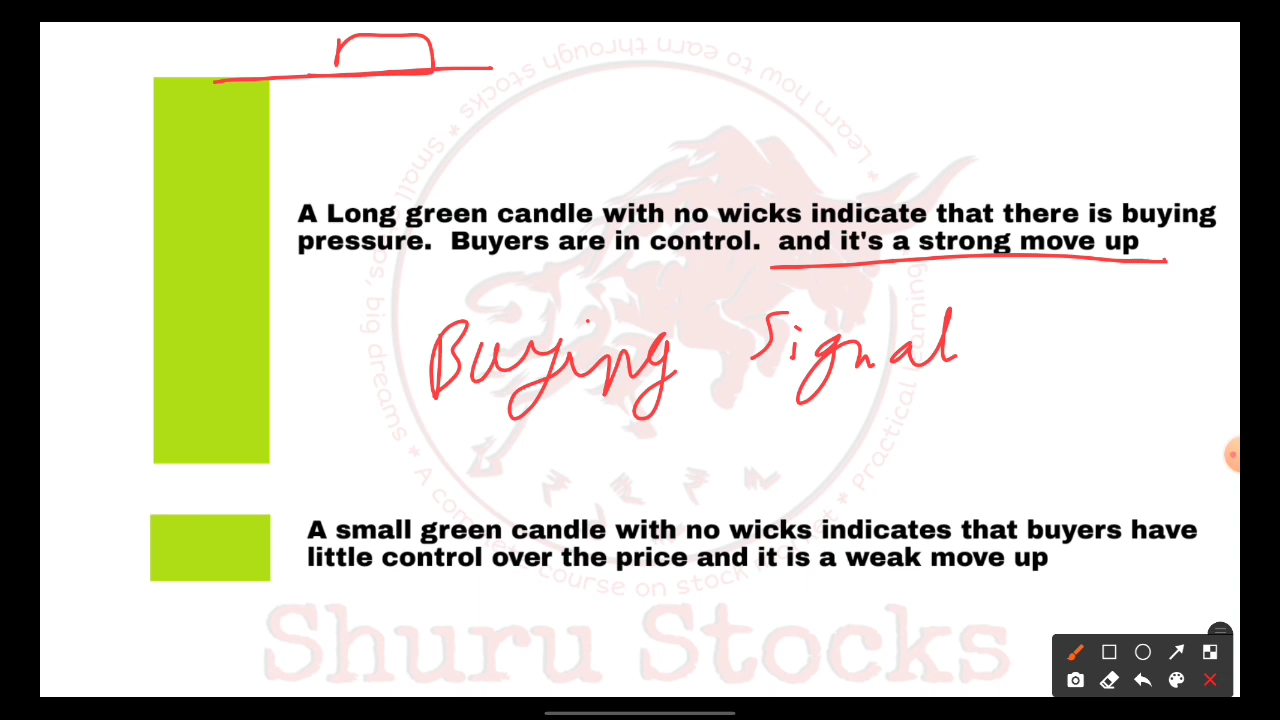 A Long green candle with no wicks indicate that there is buying
pressure.  Buyers are in control.  and it's a strong move up
Buying Signal
A small green candle with no wicks indicates that buyers have
little control over the price and it is a weak move up
Shuru Stocks